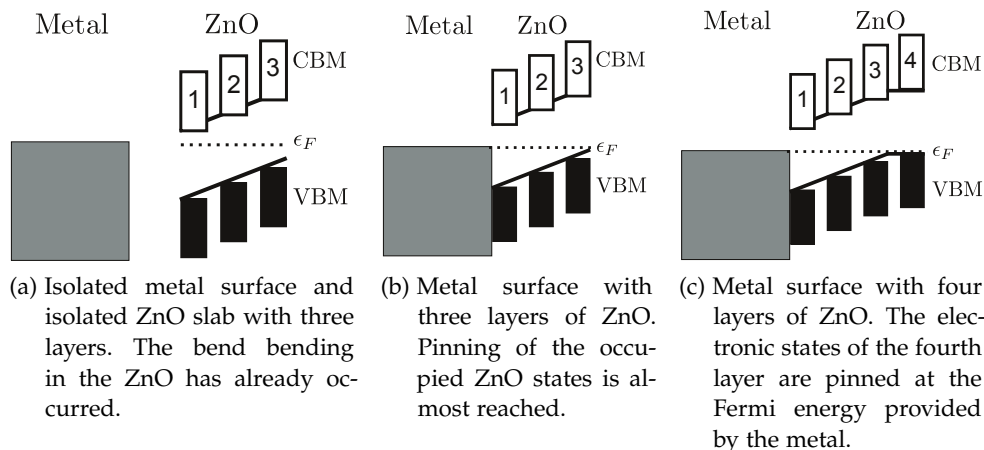 Metal ZnO
1 2 3 CBM
ϵF
VBM
(a) Isolated metal surface and
isolated ZnO slab with three
layers. The bend bending
in the ZnO has already oc-
curred.
Metal ZnO
1 2 3 CBM
ϵF
VBM
(b) Metal surface with
three layers of ZnO.
Pinning of the occu-
pied ZnO states is al-
most reached.
Metal ZnO
1 2 3 4 CBM
ϵF
VBM
(c) Metal surface with four
layers of ZnO. The elec-
tronic states of the fourth
layer are pinned at the
Fermi energy provided
by the metal.